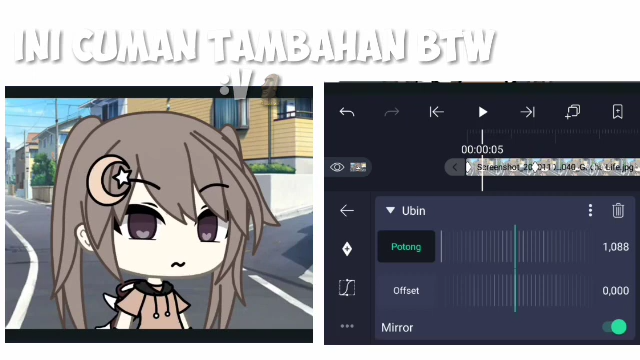 INI CUMAN TAMBAHAN BTW
:V 🗿
00:00:05
Ubin
Potong
1,088
Offset
0,000
Mirror